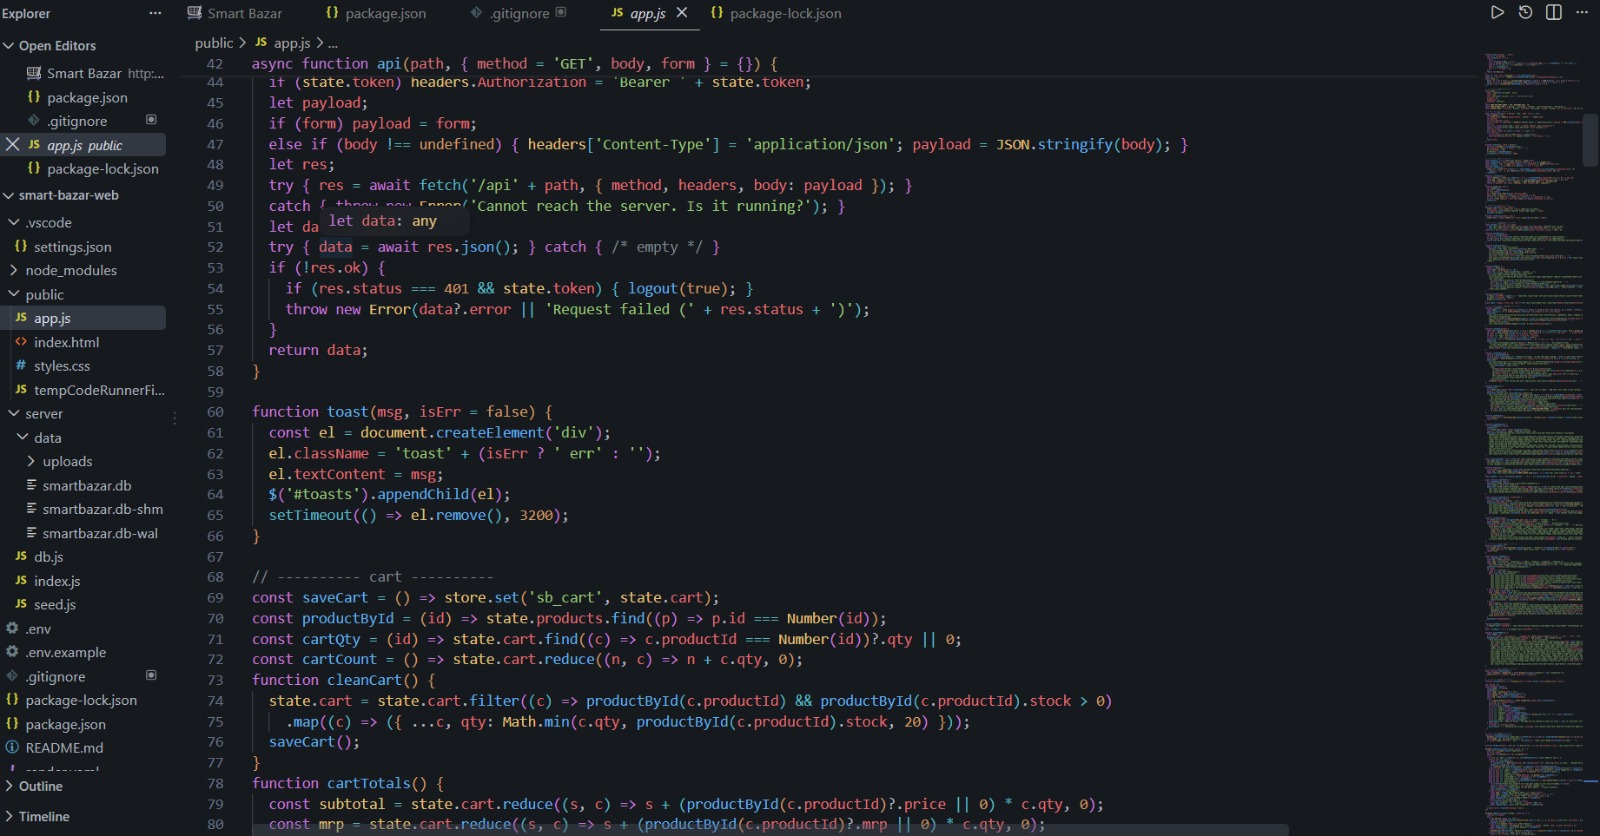 Explorer
Open Editors
Smart Bazar http:...
package.json
.gitignore
app.js public
package-lock.json
smart-bazar-web
.vscode
settings.json
node_modules
public
app.js
index.html
styles.css
tempCodeRunnerFi...
server
data
uploads
smartbazar.db
smartbazar.db-shm
smartbazar.db-wal
db.js
index.js
seed.js
.env
.env.example
.gitignore
package-lock.json
package.json
README.md
Outline
Timeline
Smart Bazar
package.json
.gitignore
app.js
package-lock.json
public > JS app.js > ...
42 async function api(path, { method = 'GET', body, form } = {}) {
44 if (state.token) headers.Authorization = 'Bearer ' + state.token;
45 let payload;
46 if (form) payload = form;
47 else if (body !== undefined) { headers['Content-Type'] = 'application/json'; payload = JSON.stringify(body); }
48 let res;
49 try { res = await fetch('/api' + path, { method, headers, body: payload }); }
50 catch { throw new Error('Cannot reach the server. Is it running?'); }
let data: any
51 let da
52 try { data = await res.json(); } catch { /* empty */ }
53 if (!res.ok) {
54 if (res.status === 401 && state.token) { logout(true); }
55 throw new Error(data?.error || 'Request failed (' + res.status + ')');
56 }
57 return data;
58 }
59
60 function toast(msg, isErr = false) {
61 const el = document.createElement('div');
62 el.className = 'toast' + (isErr ? ' err' : '');
63 el.textContent = msg;
64 $('#toasts').appendChild(el);
65 setTimeout(() => el.remove(), 3200);
66 }
67
68 // ---------- cart ----------
69 const saveCart = () => store.set('sb_cart', state.cart);
70 const productById = (id) => state.products.find((p) => p.id === Number(id));
71 const cartQty = (id) => state.cart.find((c) => c.productId === Number(id))?.qty || 0;
72 const cartCount = () => state.cart.reduce((n, c) => n + c.qty, 0);
73 function cleanCart() {
74 state.cart = state.cart.filter((c) => productById(c.productId) && productById(c.productId).stock > 0)
75 .map((c) => ({ ...c, qty: Math.min(c.qty, productById(c.productId).stock, 20) }));
76 saveCart();
77 }
78 function cartTotals() {
79 const subtotal = state.cart.reduce((s, c) => s + (productById(c.productId)?.price || 0) * c.qty, 0);
80 const mrp = state.cart.reduce((s, c) => s + (productById(c.productId)?.mrp || 0) * c.qty, 0);